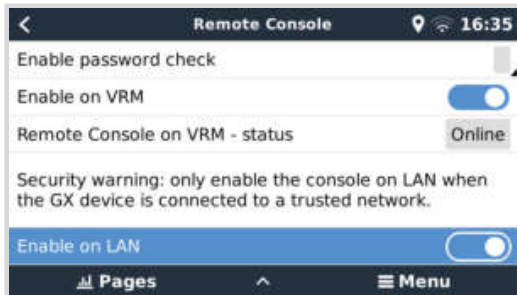 Remote Console 16:35
Enable password check
Enable on VRM
Remote Console on VRM - status Online
Security warning: only enable the console on LAN when
the GX device is connected to a trusted network.
Enable on LAN
Pages Menu